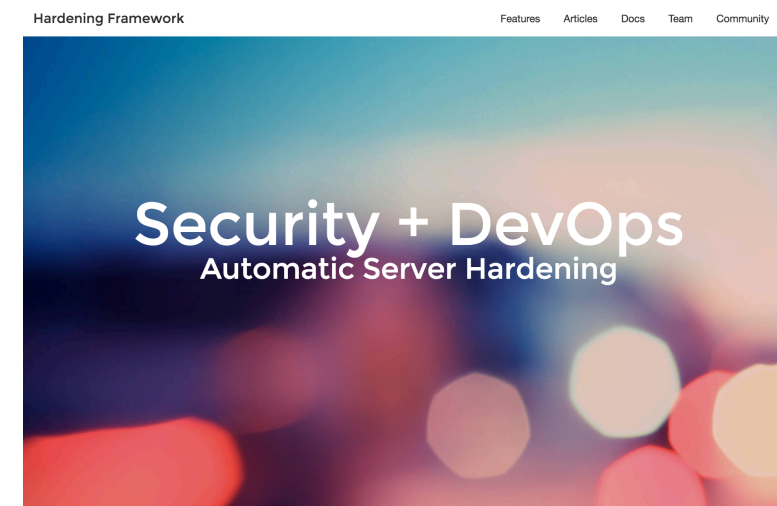 Hardening Framework Features Articles Docs Team Community
Security + DevOps
Automatic Server Hardening